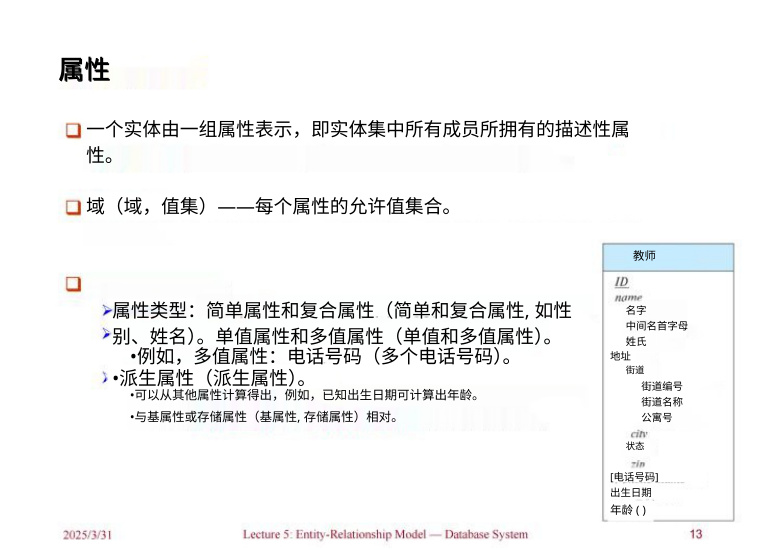 属性
一个实体由一组属性表示，即实体集中所有成员所拥有的描述性属
性。
域（域，值集）——每个属性的允许值集合。
属性类型：简单属性和复合属性（简单和复合属性, 如性
别、姓名）。单值属性和多值属性（单值和多值属性）。
•例如，多值属性：电话号码（多个电话号码）。
•派生属性（派生属性）。
•可以从其他属性计算得出，例如，已知出生日期可计算出年龄。
•与基属性或存储属性（基属性, 存储属性）相对。
教师
ID
name
名字
中间名首字母
姓氏
地址
街道
街道编号
街道名称
公寓号
city
状态
zip
[电话号码]
出生日期
年龄 ( )
2025/3/31
Lecture 5: Entity-Relationship Model — Database System
13